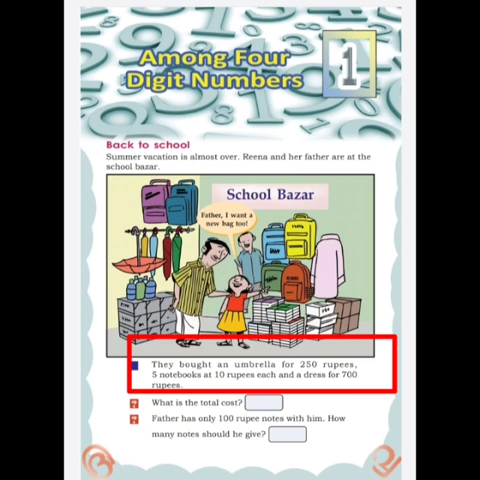 Among Four
Digit Numbers
1
Back to school
Summer vacation is almost over. Reena and her father are at the
school bazar.
School Bazar
Father, I want a
new bag too!
They bought an umbrella for 250 rupees,
5 notebooks at 10 rupees each and a dress for 700
rupees.
What is the total cost?
Father has only 100 rupee notes with him. How
many notes should he give?